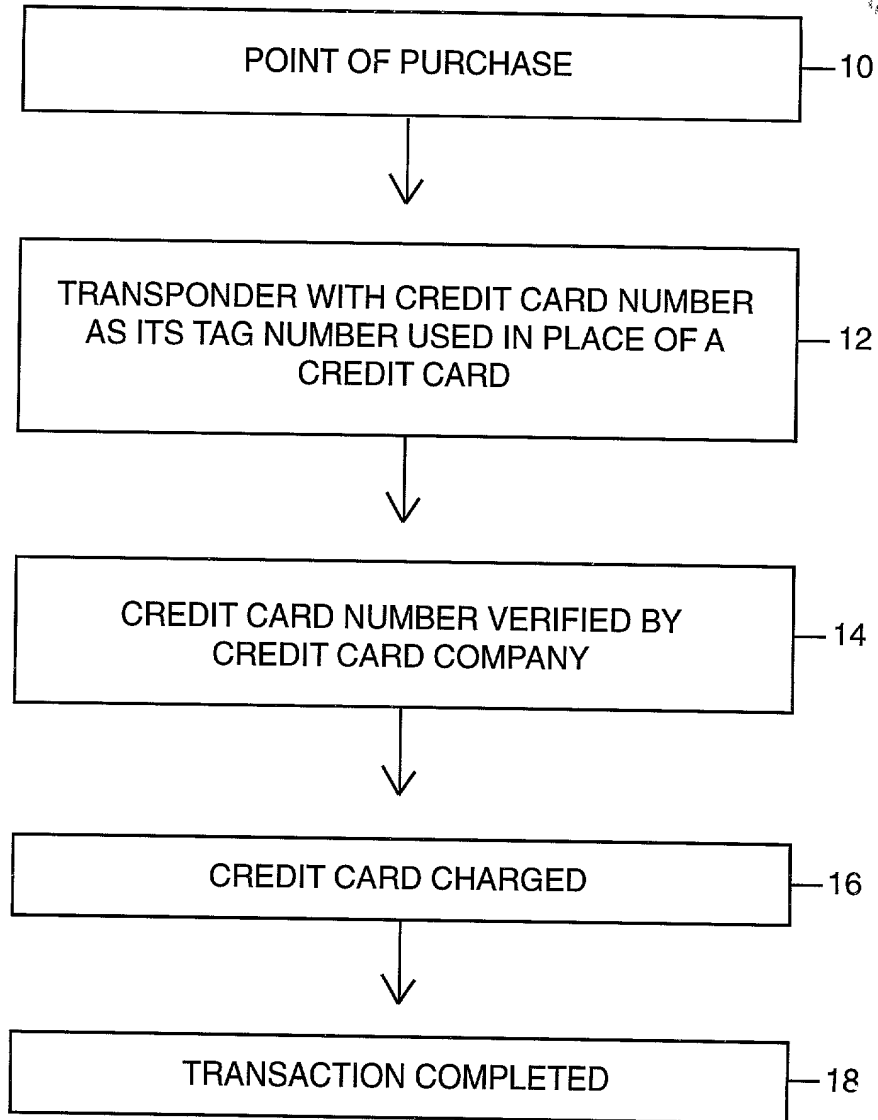 POINT OF PURCHASE
10
TRANSPONDER WITH CREDIT CARD NUMBER
AS ITS TAG NUMBER USED IN PLACE OF A
CREDIT CARD
12
CREDIT CARD NUMBER VERIFIED BY
CREDIT CARD COMPANY
14
CREDIT CARD CHARGED
16
TRANSACTION COMPLETED
18